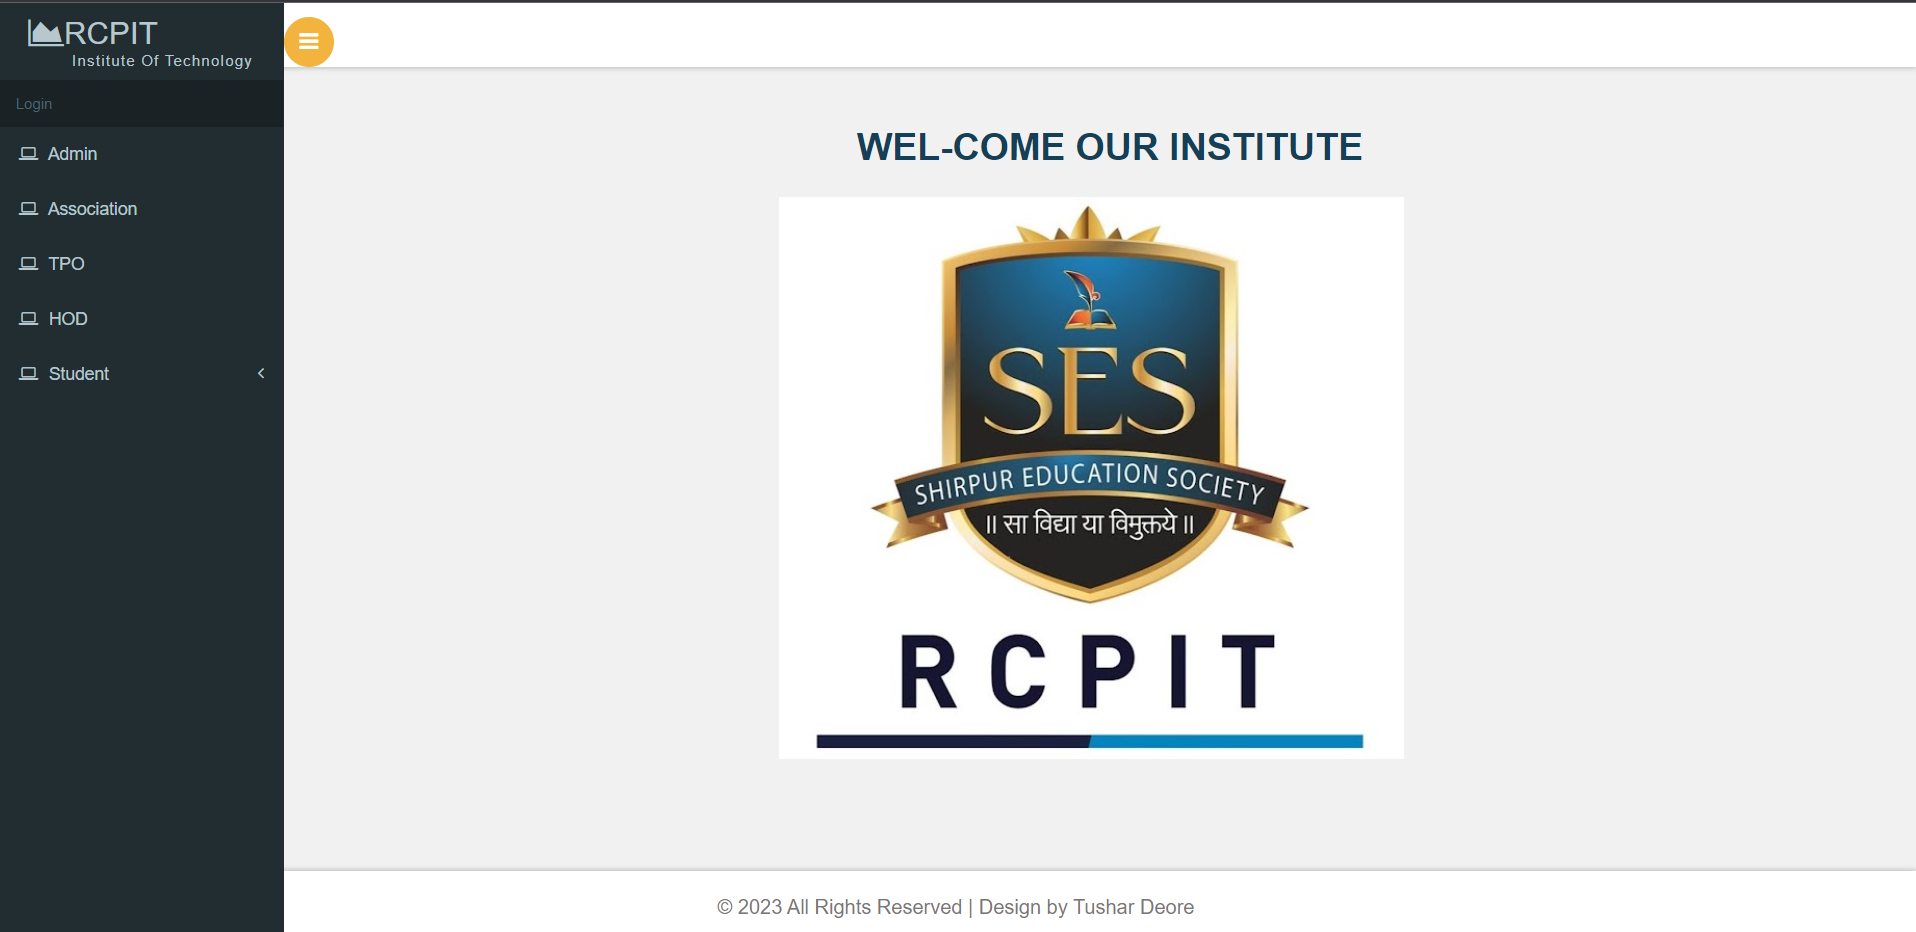 RCPIT
Institute Of Technology
Login
Admin
Association
TPO
HOD
Student
WEL-COME OUR INSTITUTE
SES
SHIRPUR EDUCATION SOCIETY
॥ सा विद्या या विमुक्तये ॥
RCPIT
© 2023 All Rights Reserved | Design by Tushar Deore